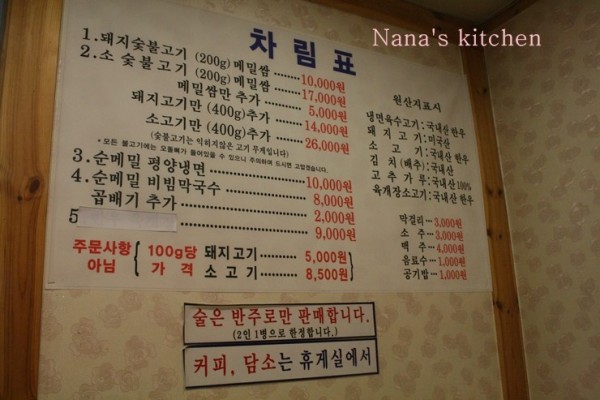 Nana's kitchen
차림표
1.돼지숯불고기 (200g)메밀쌈 ········ 10,000원
2.소 숯불고기 (200g)메밀쌈 ········ 17,000원
메밀쌈만 추가 ·········· 5,000원
돼지고기만 (400g)추가 ······· 14,000원
소고기만 (400g)추가 ·········· 26,000원
(숯불고기는 익히지않은 고기 무게입니다)
*모든 불고기에는 오돌뼈가 들어있을 수 있으니 주의하여 드시면 고맙겠습니다.
3.순메밀 평양냉면 ················ 10,000원
4.순메밀 비빔막국수 ············ 8,000원
곱배기 추가 ················ 2,000원
5 ················ 9,000원
주문사항 아님 { 100g당 가격 돼지고기 ·········· 5,000원
소고기 ·········· 8,500원 }
원산지표시
냉면육수고기:국내산 한우
돼지고기:미국산
소고기:국내산 한우
김치(배추):국내산
고추가루:국내산100%
육개장소고기:국내산 한우
막걸리···3,000원
소주···3,000원
맥주···4,000원
음료수···1,000원
공기밥···1,000원
술은 반주로만 판매합니다.
(2인 1병으로 한정합니다.)
커피, 담소는 휴게실에서